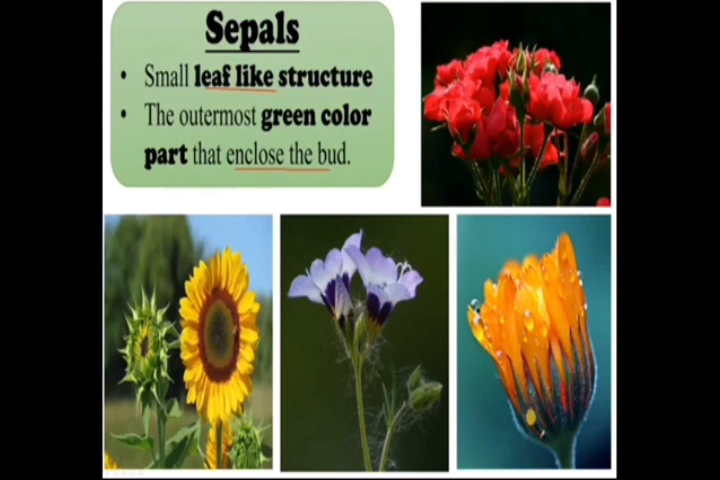 Sepals
• Small leaf like structure
• The outermost green color
part that enclose the bud.